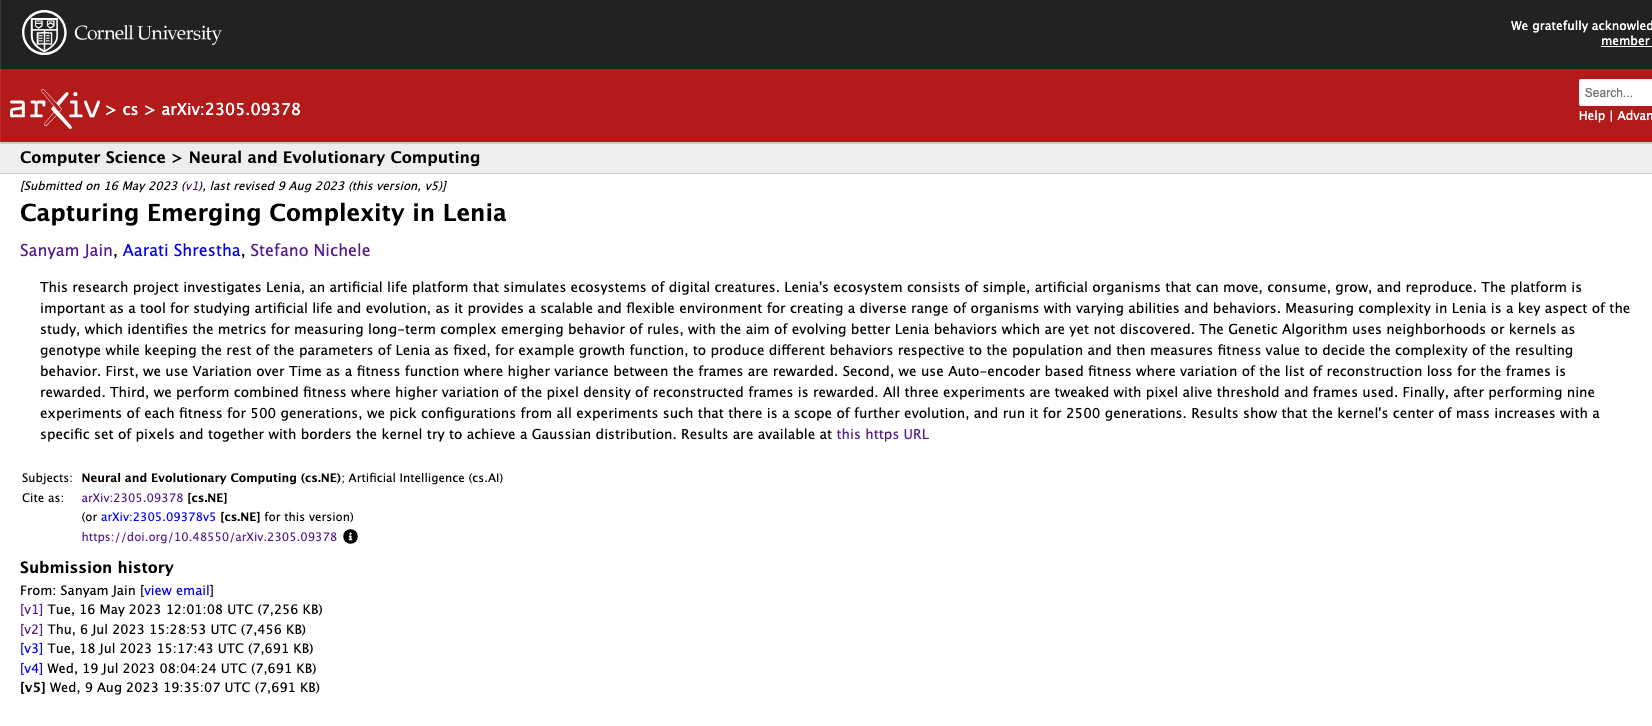 Cornell University
We gratefully acknowled
member
arXiv > cs > arXiv:2305.09378
Search...
Help | Advan
Computer Science > Neural and Evolutionary Computing
[Submitted on 16 May 2023 (v1), last revised 9 Aug 2023 (this version, v5)]
Capturing Emerging Complexity in Lenia
Sanyam Jain, Aarati Shrestha, Stefano Nichele
This research project investigates Lenia, an artificial life platform that simulates ecosystems of digital creatures. Lenia's ecosystem consists of simple, artificial organisms that can move, consume, grow, and reproduce. The platform is
important as a tool for studying artificial life and evolution, as it provides a scalable and flexible environment for creating a diverse range of organisms with varying abilities and behaviors. Measuring complexity in Lenia is a key aspect of the
study, which identifies the metrics for measuring long-term complex emerging behavior of rules, with the aim of evolving better Lenia behaviors which are yet not discovered. The Genetic Algorithm uses neighborhoods or kernels as
genotype while keeping the rest of the parameters of Lenia as fixed, for example growth function, to produce different behaviors respective to the population and then measures fitness value to decide the complexity of the resulting
behavior. First, we use Variation over Time as a fitness function where higher variance between the frames are rewarded. Second, we use Auto-encoder based fitness where variation of the list of reconstruction loss for the frames is
rewarded. Third, we perform combined fitness where higher variation of the pixel density of reconstructed frames is rewarded. All three experiments are tweaked with pixel alive threshold and frames used. Finally, after performing nine
experiments of each fitness for 500 generations, we pick configurations from all experiments such that there is a scope of further evolution, and run it for 2500 generations. Results show that the kernel's center of mass increases with a
specific set of pixels and together with borders the kernel try to achieve a Gaussian distribution. Results are available at this https URL
Subjects: Neural and Evolutionary Computing (cs.NE); Artificial Intelligence (cs.AI)
Cite as: arXiv:2305.09378 [cs.NE]
(or arXiv:2305.09378v5 [cs.NE] for this version)
https://doi.org/10.48550/arXiv.2305.09378
Submission history
From: Sanyam Jain [view email]
[v1] Tue, 16 May 2023 12:01:08 UTC (7,256 KB)
[v2] Thu, 6 Jul 2023 15:28:53 UTC (7,456 KB)
[v3] Tue, 18 Jul 2023 15:17:43 UTC (7,691 KB)
[v4] Wed, 19 Jul 2023 08:04:24 UTC (7,691 KB)
[v5] Wed, 9 Aug 2023 19:35:07 UTC (7,691 KB)